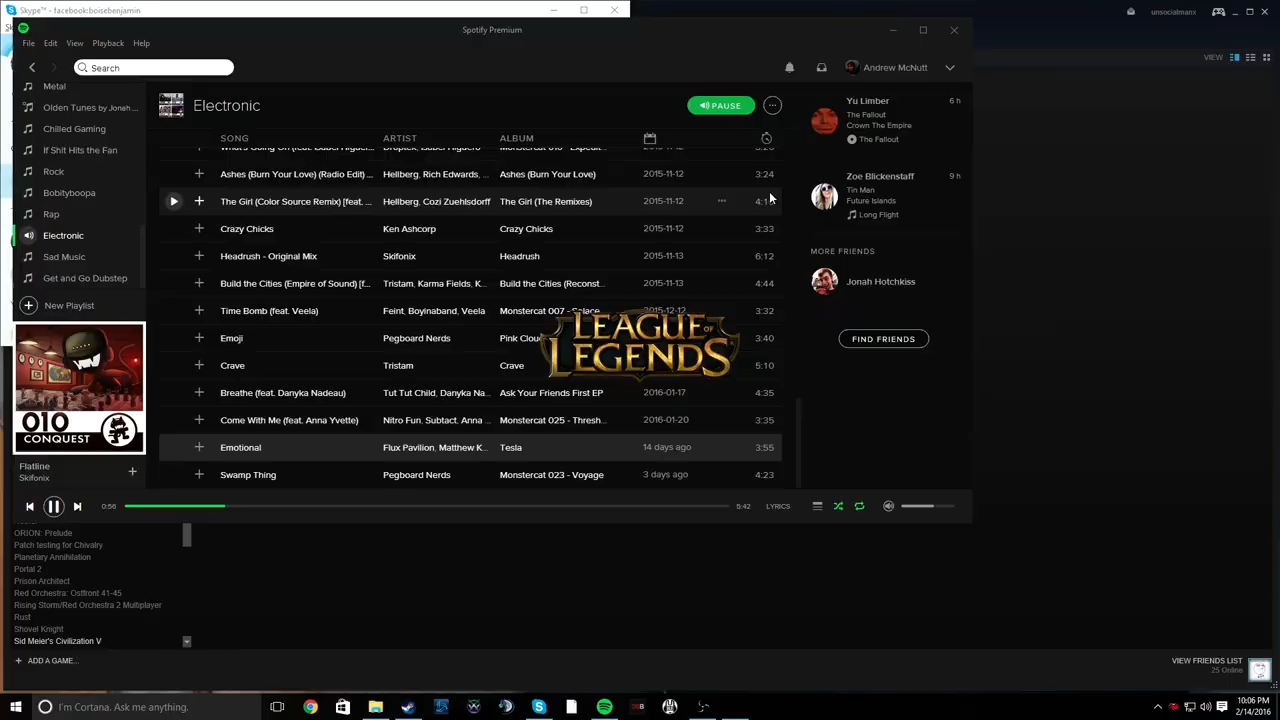 Skype™ - facebook:boisebenjamin
unsocialmanx
Spotify Premium
File Edit View Playback Help
VIEW
Search
Andrew McNutt
Metal
Olden Tunes by Jonah ...
Chilled Gaming
If Shit Hits the Fan
Rock
Bobityboopa
Rap
Electronic
Sad Music
Get and Go Dubstep
New Playlist
Electronic
PAUSE
SONG ARTIST ALBUM
Ashes (Burn Your Love) (Radio Edit) ... Hellberg, Rich Edwards, ... Ashes (Burn Your Love) 2015-11-12 3:24
The Girl (Color Source Remix) [feat. ... Hellberg, Cozi Zuehlsdorff The Girl (The Remixes) 2015-11-12
Crazy Chicks Ken Ashcorp Crazy Chicks 2015-11-12 3:33
Headrush - Original Mix Skifonix Headrush 2015-11-13 6:12
Build the Cities (Empire of Sound) [f... Tristam, Karma Fields, K... Build the Cities (Reconst... 2015-11-13 4:44
Time Bomb (feat. Veela) Feint, Boyinaband, Veela Monstercat 007 - Solace 2015-12-12 3:32
Emoji Pegboard Nerds Pink Clou 3:40
Crave Tristam Crave 5:10
Breathe (feat. Danyka Nadeau) Tut Tut Child, Danyka Na... Ask Your Friends First EP 2016-01-17 4:35
Come With Me (feat. Anna Yvette) Nitro Fun, Subtact, Anna ... Monstercat 025 - Thresh... 2016-01-20 3:35
Emotional Flux Pavilion, Matthew K... Tesla 14 days ago 3:55
Swamp Thing Pegboard Nerds Monstercat 023 - Voyage 3 days ago 4:23
LEAGUE OF
LEGENDS
Yu Limber 6 h
The Fallout
Crown The Empire
The Fallout
Zoe Blickenstaff 9 h
Tin Man
Future Islands
Long Flight
MORE FRIENDS
Jonah Hotchkiss
FIND FRIENDS
010
CONQUEST
Flatline
Skifonix
0:56 5:42 LYRICS
ORION: Prelude
Patch testing for Chivalry
Planetary Annihilation
Portal 2
Prison Architect
Red Orchestra: Ostfront 41-45
Rising Storm/Red Orchestra 2 Multiplayer
Rust
Shovel Knight
Sid Meier's Civilization V
ADD A GAME...
VIEW FRIENDS LIST
25 Online
I'm Cortana. Ask me anything.
10:06 PM
2/14/2016